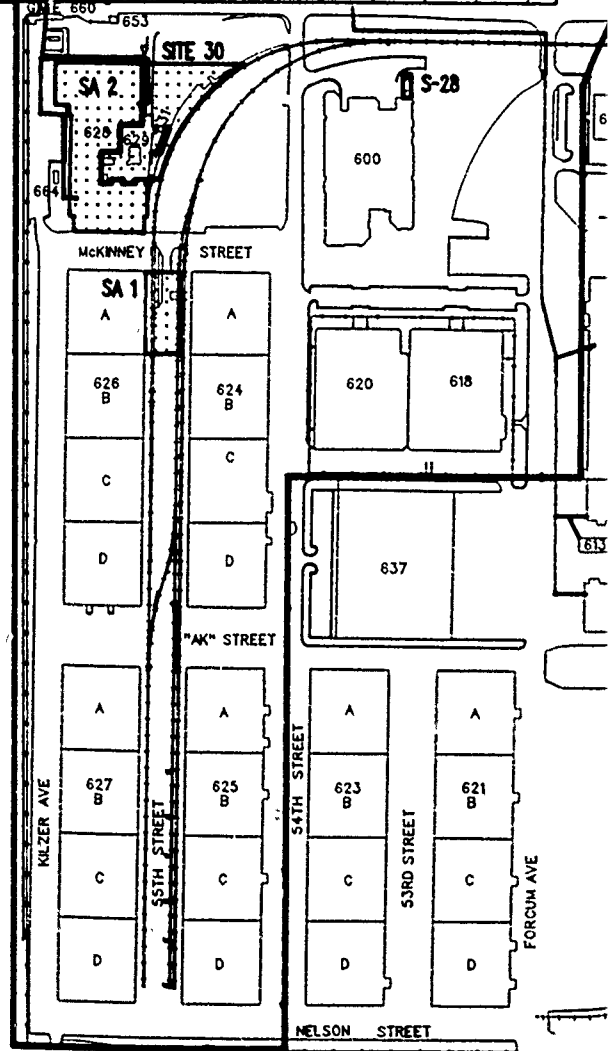 GATE 660
653
SITE 30
SA 2
S-28
628
629
600
664
McKINNEY STREET
SA 1
A
A
620
618
626
B
624
B
C
C
D
D
637
613
"AK" STREET
A
A
A
A
627
B
625
B
623
B
621
B
KILZER AVE
55TH STREET
54TH STREET
53RD STREET
FORCUM AVE
C
C
C
C
D
D
D
D
NELSON STREET